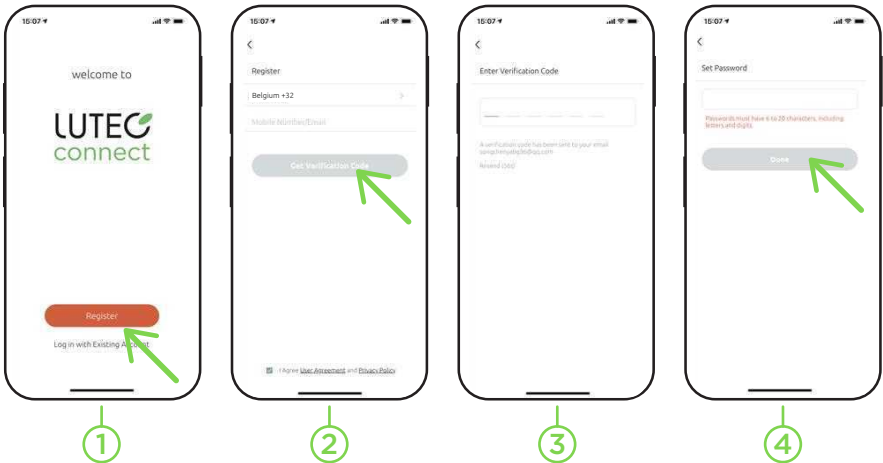 15:07
welcome to
LUTEC
connect
Register
Log in with Existing Account
1
15:07
Register
Belgium +32
Mobile Number/Email
Get Verification Code
I Agree User Agreement and Privacy Policy
2
15:07
Enter Verification Code
A verification code has been sent to your email
Resend
3
15:07
Set Password
Passwords must have 6 to 20 characters, including
letters and digits.
Done
4